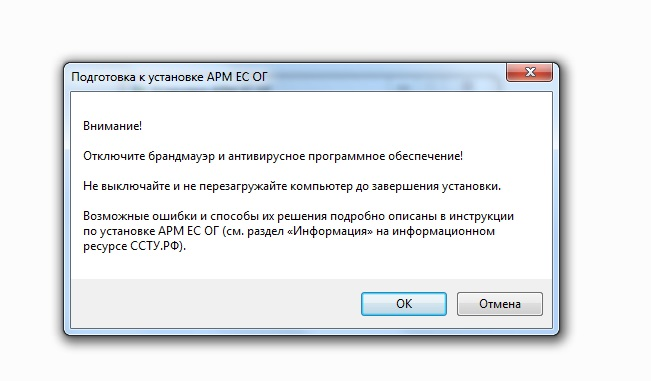 Подготовка к установке АРМ ЕС ОГ
Внимание!
Отключите брандмауэр и антивирусное программное обеспечение!
Не выключайте и не перезагружайте компьютер до завершения установки.
Возможные ошибки и способы их решения подробно описаны в инструкции
по установке АРМ ЕС ОГ (см. раздел «Информация» на информационном
ресурсе ССТУ.РФ).
ОК
Отмена